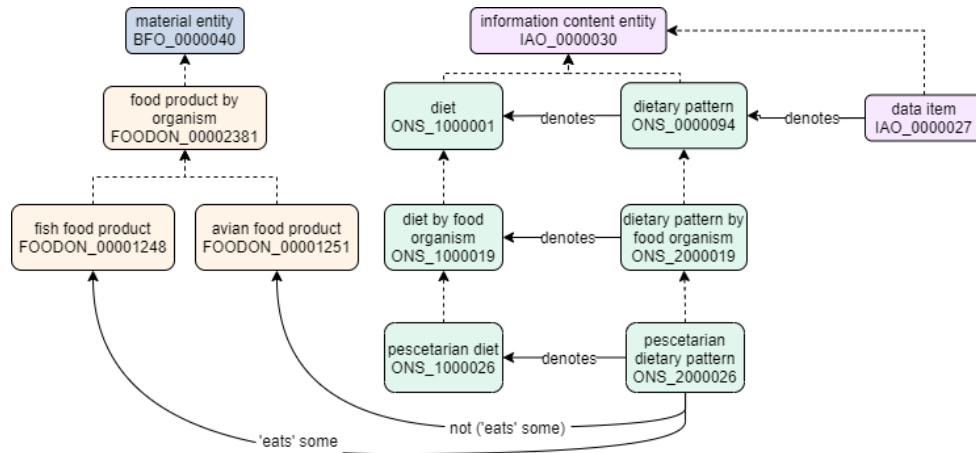 material entity
BFO_0000040
information content entity
IAO_0000030
food product by
organism
FOODON_00002381
diet
ONS_1000001
denotes
dietary pattern
ONS_0000094
denotes
data item
IAO_0000027
fish food product
FOODON_00001248
avian food product
FOODON_00001251
diet by food
organism
ONS_1000019
denotes
dietary pattern by
food organism
ONS_2000019
pescetarian diet
ONS_1000026
denotes
pescetarian
dietary pattern
ONS_2000026
not ('eats' some)
'eats' some